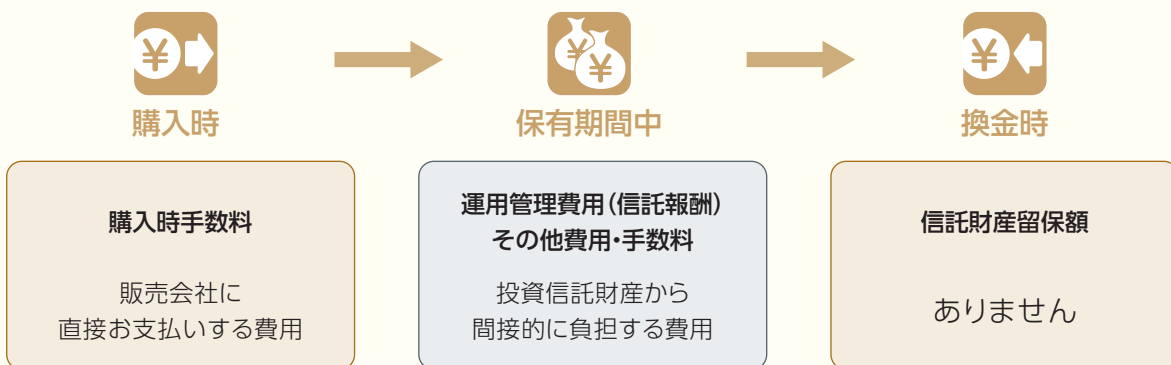 ¥
購入時
購入時手数料
販売会社に
直接お支払いする費用
¥
¥
保有期間中
運用管理費用(信託報酬)
その他費用・手数料
投資信託財産から
間接的に負担する費用
¥
換金時
信託財産留保額
ありません